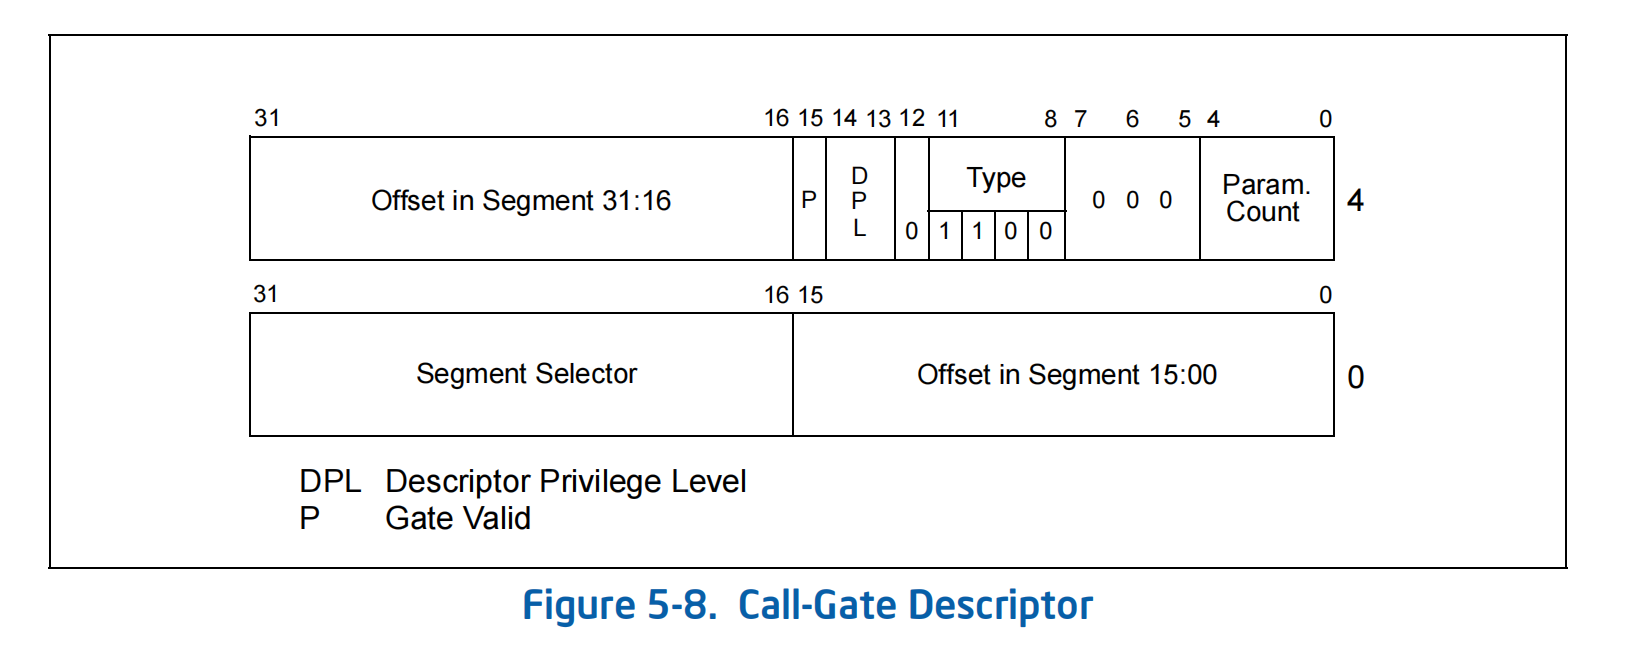 31 16 15 14 13 12 11 8 7 6 5 4 0
Offset in Segment 31:16 P DPL 0 Type 1 1 0 0 0 0 0 Param. Count 4
31 16 15 0
Segment Selector Offset in Segment 15:00 0
DPL Descriptor Privilege Level
P Gate Valid
Figure 5-8. Call-Gate Descriptor